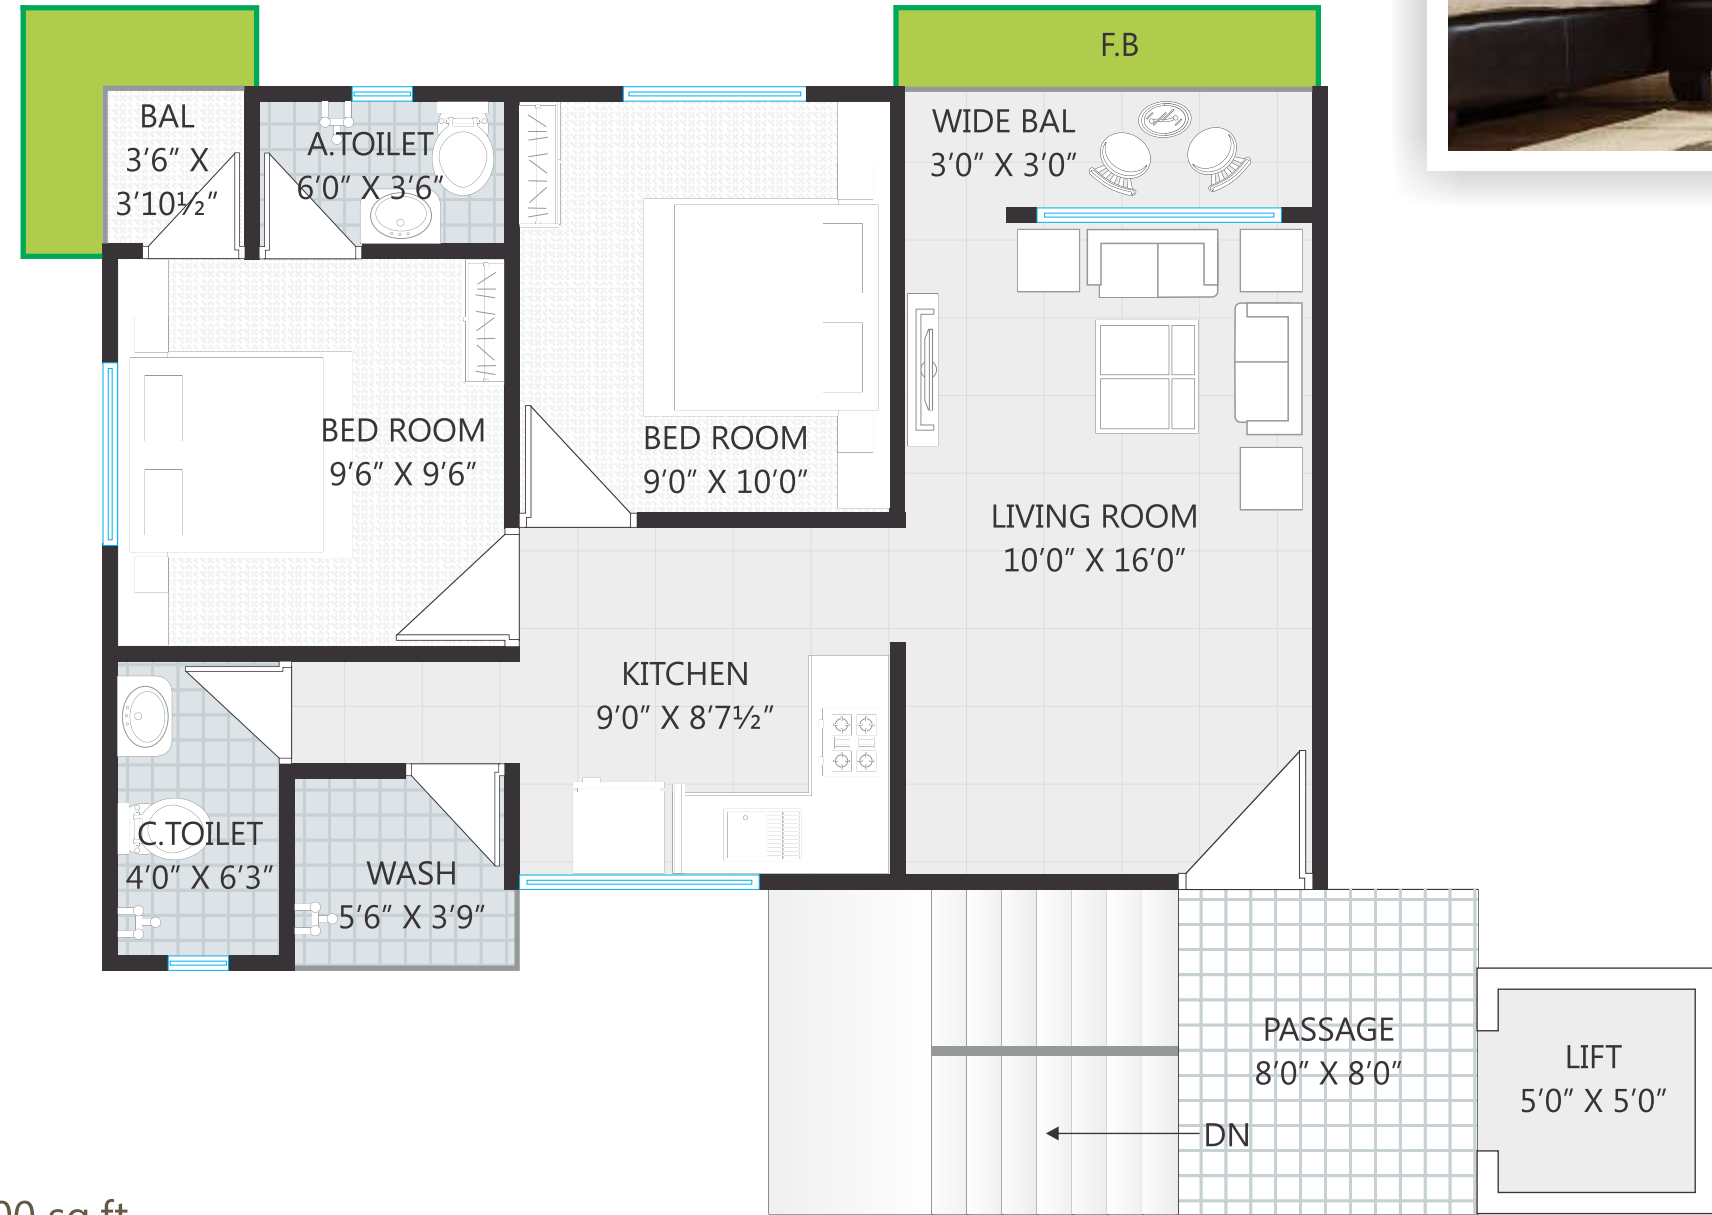 F.B
BAL
3'6" X
3'10½"
A.TOILET
6'0" X 3'6"
WIDE BAL
3'0" X 3'0"
BED ROOM
9'6" X 9'6"
BED ROOM
9'0" X 10'0"
LIVING ROOM
10'0" X 16'0"
KITCHEN
9'0" X 8'7½"
C.TOILET
4'0" X 6'3"
WASH
5'6" X 3'9"
PASSAGE
8'0" X 8'0"
LIFT
5'0" X 5'0"
DN
sq.ft